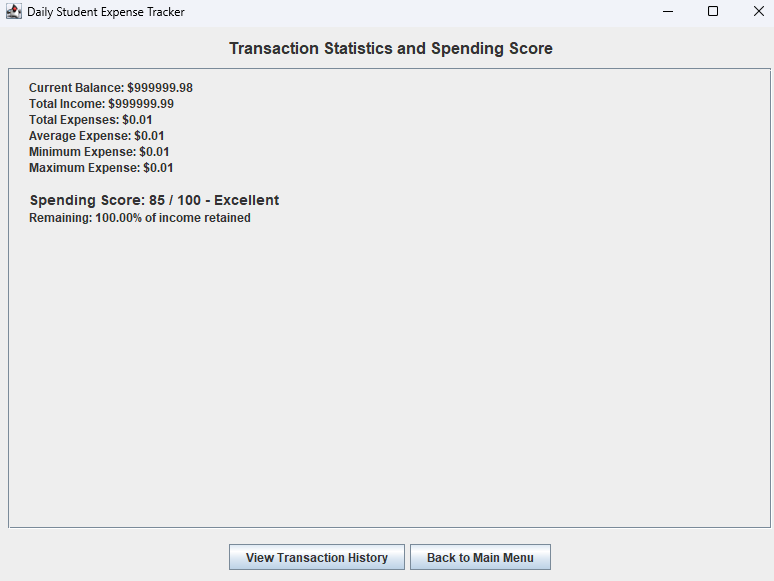 Daily Student Expense Tracker
Transaction Statistics and Spending Score
Current Balance: $999999.98
Total Income: $999999.99
Total Expenses: $0.01
Average Expense: $0.01
Minimum Expense: $0.01
Maximum Expense: $0.01
Spending Score: 85 / 100 - Excellent
Remaining: 100.00% of income retained
View Transaction History
Back to Main Menu